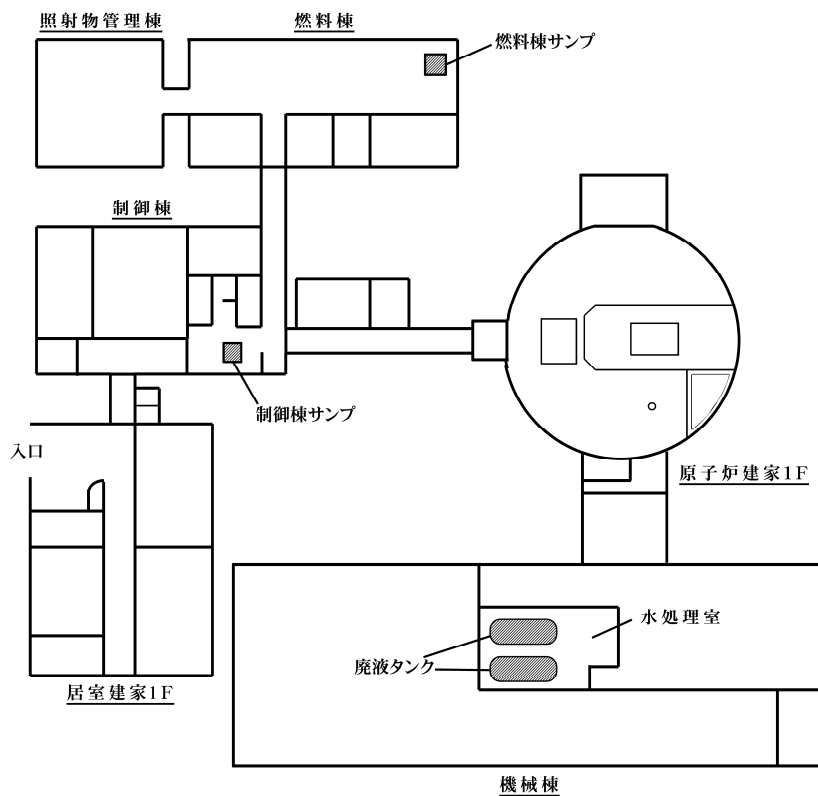 照射物管理棟
燃料棟
燃料棟サンプ
制御棟
制御棟サンプ
入口
原子炉建家1F
水処理室
廃液タンク
居室建家1F
機械棟